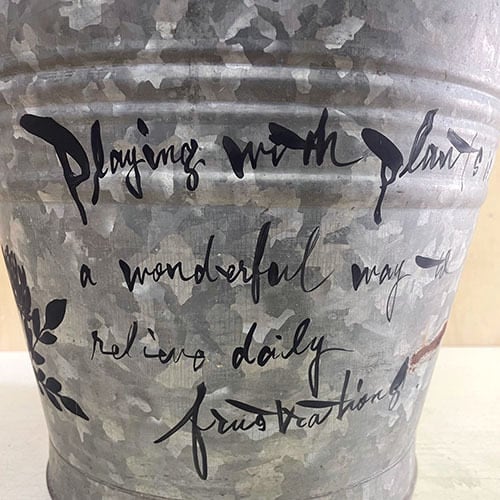 Playing with plants
a wonderful way to
relieve daily
frustrations.